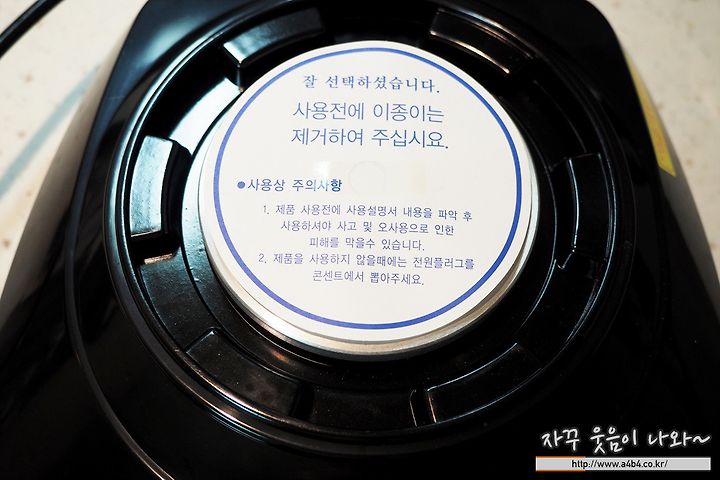 잘 선택하셨습니다.
사용전에 이종이는
제거하여 주십시요.
●사용상 주의사항
1. 제품 사용전에 사용설명서 내용을 파악 후
사용하셔야 사고 및 오사용으로 인한
피해를 막을수 있습니다.
2. 제품을 사용하지 않을때에는 전원플러그를
콘센트에서 뽑아주세요.
자꾸 웃음이 나와~
http://www.a4b4.co.kr/